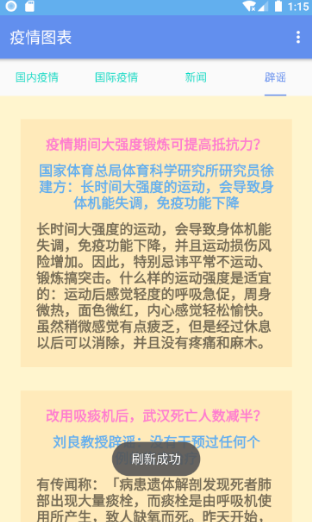 1:15
疫情图表
国内疫情 国际疫情 新闻 辟谣
疫情期间大强度锻炼可提高抵抗力?
国家体育总局体育科学研究所研究员徐
建方：长时间大强度的运动，会导致身
体机能失调，免疫功能下降
长时间大强度的运动，会导致身体机能
失调，免疫功能下降，并且运动损伤风
险增加。因此，特别忌讳平常不运动、
锻炼搞突击。什么样的运动强度是适宜
的：运动后感觉轻度的呼吸急促，周身
微热，面色微红，内心感觉轻松愉快。
虽然稍微感觉有点疲乏，但是经过休息
以后可以消除，并且没有疼痛和麻木。
改用吸痰机后，武汉死亡人数减半?
刘良教授辟谣：没有干预过任何个
刷新成功
有传闻称：「病患遗体解剖发现死者肺
部出现大量痰栓，而痰栓是由呼吸机使
用所产生，致人缺氧而死。昨天开始，